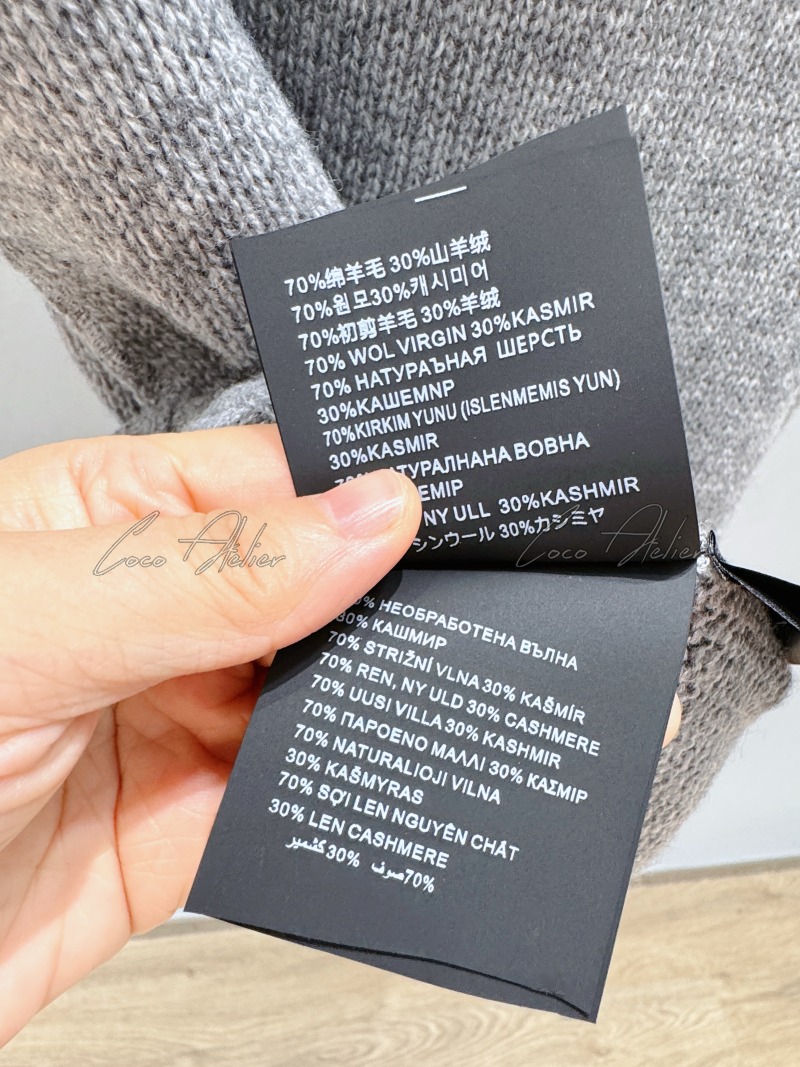 70%绵羊毛 30%山羊绒
70%원모30%캐시미어
70%初剪羊毛 30%羊绒
70% WOL VIRGIN 30%KASMIR
70% НАТУРАЪНАЯ ШЕРСТЬ
30%КАШЕМNР
70%KIRKIM YUNU (ISLENMEMIS YUN)
30%KASMIR
АТУРАЛНАНА ВОВНА
ЕМІР
NY ULL 30%KASHMIR
シンウール 30%カシミヤ
Coco Atelier
Coco Atelier
% НЕОБРАБОТЕНА ВЪЛНА
30% КАШМИР
70% STRIŽNÍ VLNA 30% KAŠMÍR
70% REN, NY ULD 30% CASHMERE
70% UUSI VILLA 30% KASHMIR
70% ΠΑΡΟΕΝΟ ΜΑΛΛΙ 30% ΚΑΣΜΙΡ
70% NATURALIOJI VILNA
30% KAŠMYRAS
70% SỢI LEN NGUYÊN CHẤT
30% LEN CASHMERE
70%صوف 30%كشمير